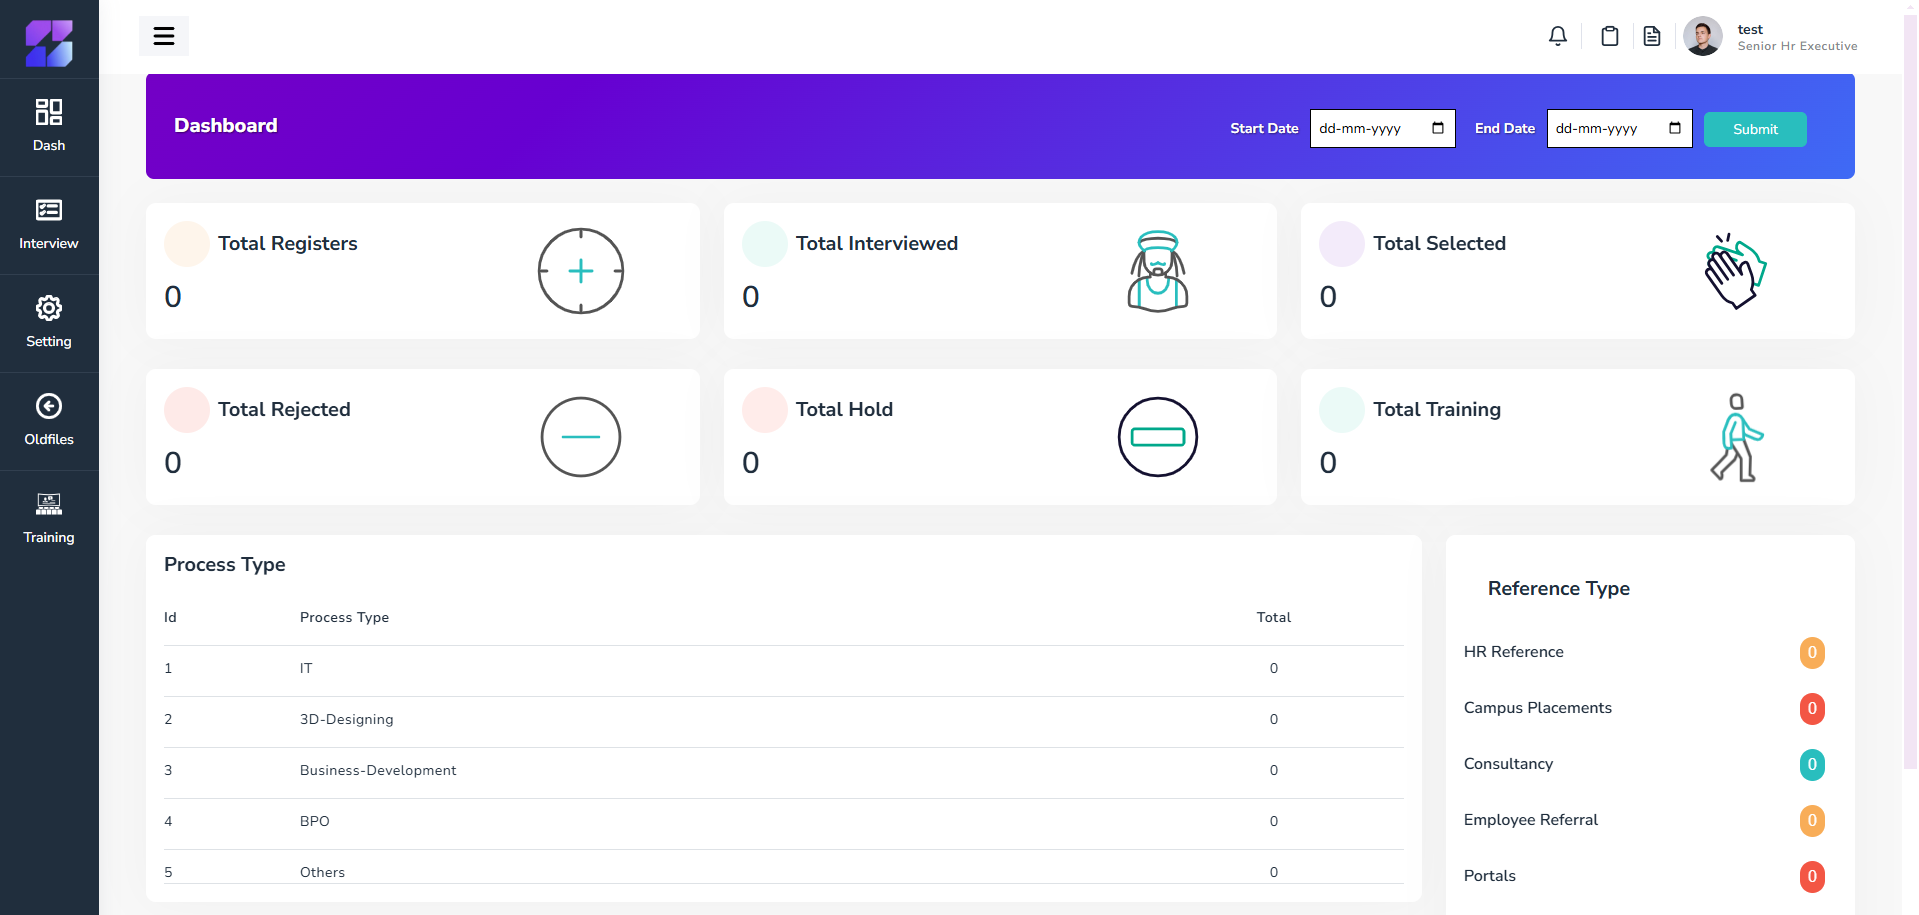 test
Senior Hr Executive
Dash
Interview
Setting
Oldfiles
Training
Dashboard
Start Date dd-mm-yyyy End Date dd-mm-yyyy Submit
Total Registers
0
Total Interviewed
0
Total Selected
0
Total Rejected
0
Total Hold
0
Total Training
0
Process Type
Id Process Type Total
1 IT 0
2 3D-Designing 0
3 Business-Development 0
4 BPO 0
5 Others 0
Reference Type
HR Reference 0
Campus Placements 0
Consultancy 0
Employee Referral 0
Portals 0